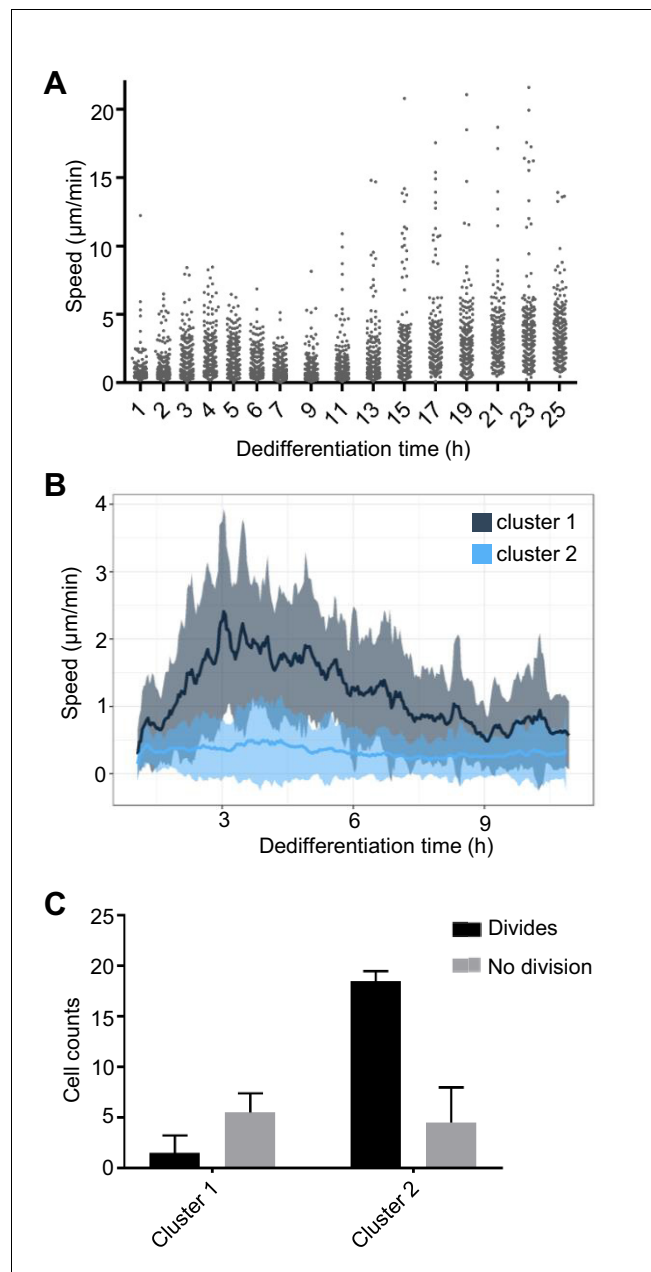 A
Speed (µm/min)
20
15
10
5
0
1 2 3 4 5 6 7 9 11 13 15 17 19 21 23 25
Dedifferentiation time (h)
B
Speed (µm/min)
4
3
2
1
0
cluster 1
cluster 2
3 6 9
Dedifferentiation time (h)
C
Cell counts
25
20
15
10
5
0
Divides
No division
Cluster 1 Cluster 2